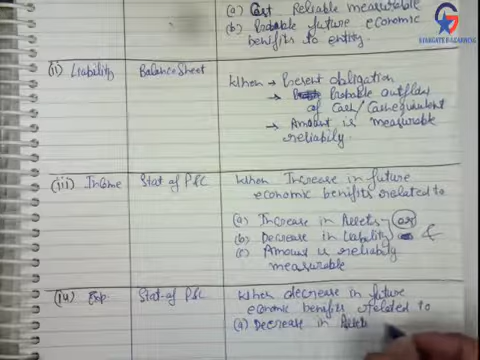 (a) Cost Reliable measurable
(b) Probable future economic
benefits to entity.
STARGATE E-LEARNING
(ii) Liability Balance Sheet When → Present obligation
→ Probable outflow
of Cash/Cash equivalent
→ Amount is measurable
reliabily.
(iii) Income Stat of P&L When Increase in future
economic benefits related to
(a) Increase in Assets or
(b) Decrease in Liability &
(c) Amount is reliably
measurable
(iv) Exp. Stat-of P&L When decrease in future
economic benefits related to
(a) Decrease in Assets